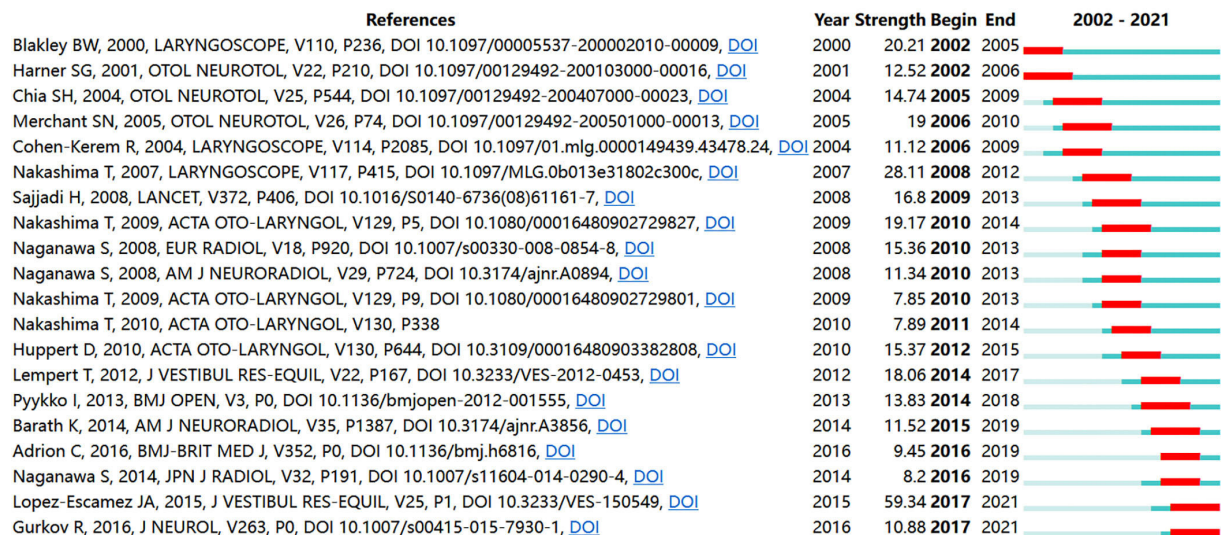 References Year Strength Begin End 2002 - 2021
Blakley BW, 2000, LARYNGOSCOPE, V110, P236, DOI 10.1097/00005537-200002010-00009, DOI 2000 20.21 2002 2005
Harner SG, 2001, OTOL NEUROTOL, V22, P210, DOI 10.1097/00129492-200103000-00016, DOI 2001 12.52 2002 2006
Chia SH, 2004, OTOL NEUROTOL, V25, P544, DOI 10.1097/00129492-200407000-00023, DOI 2004 14.74 2005 2009
Merchant SN, 2005, OTOL NEUROTOL, V26, P74, DOI 10.1097/00129492-200501000-00013, DOI 2005 19 2006 2010
Cohen-Kerem R, 2004, LARYNGOSCOPE, V114, P2085, DOI 10.1097/01.mlg.0000149439.43478.24, DOI 2004 11.12 2006 2009
Nakashima T, 2007, LARYNGOSCOPE, V117, P415, DOI 10.1097/MLG.0b013e31802c300c, DOI 2007 28.11 2008 2012
Sajjadi H, 2008, LANCET, V372, P406, DOI 10.1016/S0140-6736(08)61161-7, DOI 2008 16.8 2009 2013
Nakashima T, 2009, ACTA OTO-LARYNGOL, V129, P5, DOI 10.1080/00016480902729827, DOI 2009 19.17 2010 2014
Naganawa S, 2008, EUR RADIOL, V18, P920, DOI 10.1007/s00330-008-0854-8, DOI 2008 15.36 2010 2013
Naganawa S, 2008, AM J NEURORADIOL, V29, P724, DOI 10.3174/ajnr.A0894, DOI 2008 11.34 2010 2013
Nakashima T, 2009, ACTA OTO-LARYNGOL, V129, P9, DOI 10.1080/00016480902729801, DOI 2009 7.85 2010 2013
Nakashima T, 2010, ACTA OTO-LARYNGOL, V130, P338 2010 7.89 2011 2014
Huppert D, 2010, ACTA OTO-LARYNGOL, V130, P644, DOI 10.3109/00016480903382808, DOI 2010 15.37 2012 2015
Lempert T, 2012, J VESTIBUL RES-EQUIL, V22, P167, DOI 10.3233/VES-2012-0453, DOI 2012 18.06 2014 2017
Pyykko I, 2013, BMJ OPEN, V3, P0, DOI 10.1136/bmjopen-2012-001555, DOI 2013 13.83 2014 2018
Barath K, 2014, AM J NEURORADIOL, V35, P1387, DOI 10.3174/ajnr.A3856, DOI 2014 11.52 2015 2019
Adrion C, 2016, BMJ-BRIT MED J, V352, P0, DOI 10.1136/bmj.h6816, DOI 2016 9.45 2016 2019
Naganawa S, 2014, JPN J RADIOL, V32, P191, DOI 10.1007/s11604-014-0290-4, DOI 2014 8.2 2016 2019
Lopez-Escamez JA, 2015, J VESTIBUL RES-EQUIL, V25, P1, DOI 10.3233/VES-150549, DOI 2015 59.34 2017 2021
Gurkov R, 2016, J NEUROL, V263, P0, DOI 10.1007/s00415-015-7930-1, DOI 2016 10.88 2017 2021